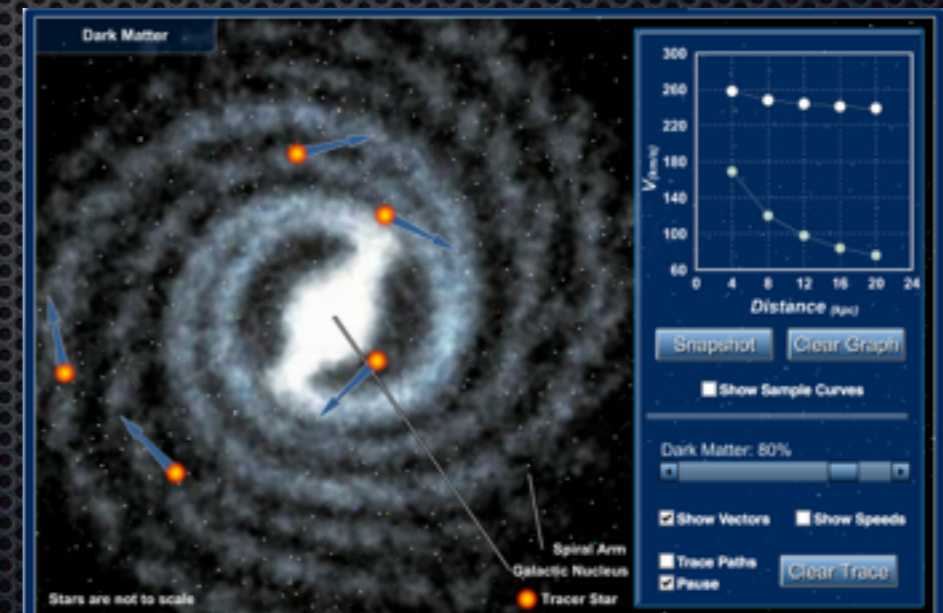 Dark Matter
300
260
220
180
140
100
60
V(km/s)
0 4 8 12 16 20 24
Distance (kpc)
Snapshot Clear Graph
Show Sample Curves
Dark Matter: 80%
Show Vectors Show Speeds
Trace Paths
Pause
Clear Trace
Spiral Arm
Galactic Nucleus
Tracer Star
Stars are not to scale